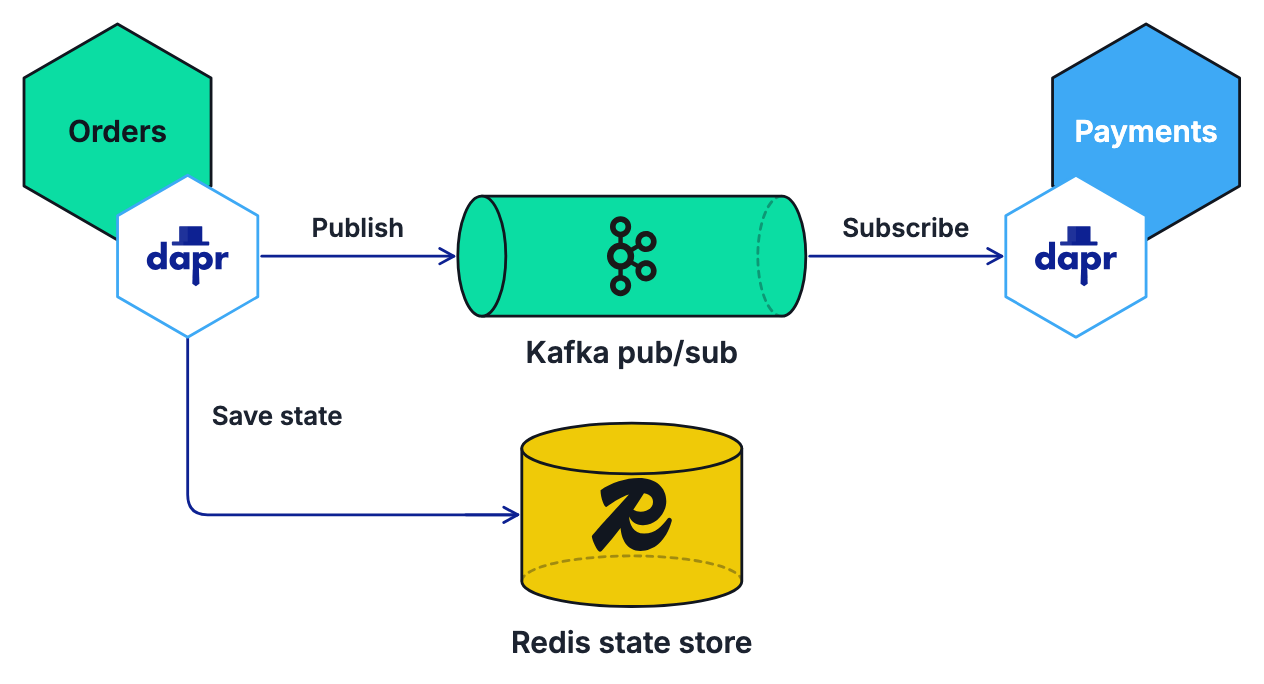 Orders
Payments
dapr
Publish
Subscribe
dapr
Kafka pub/sub
Save state
Redis state store